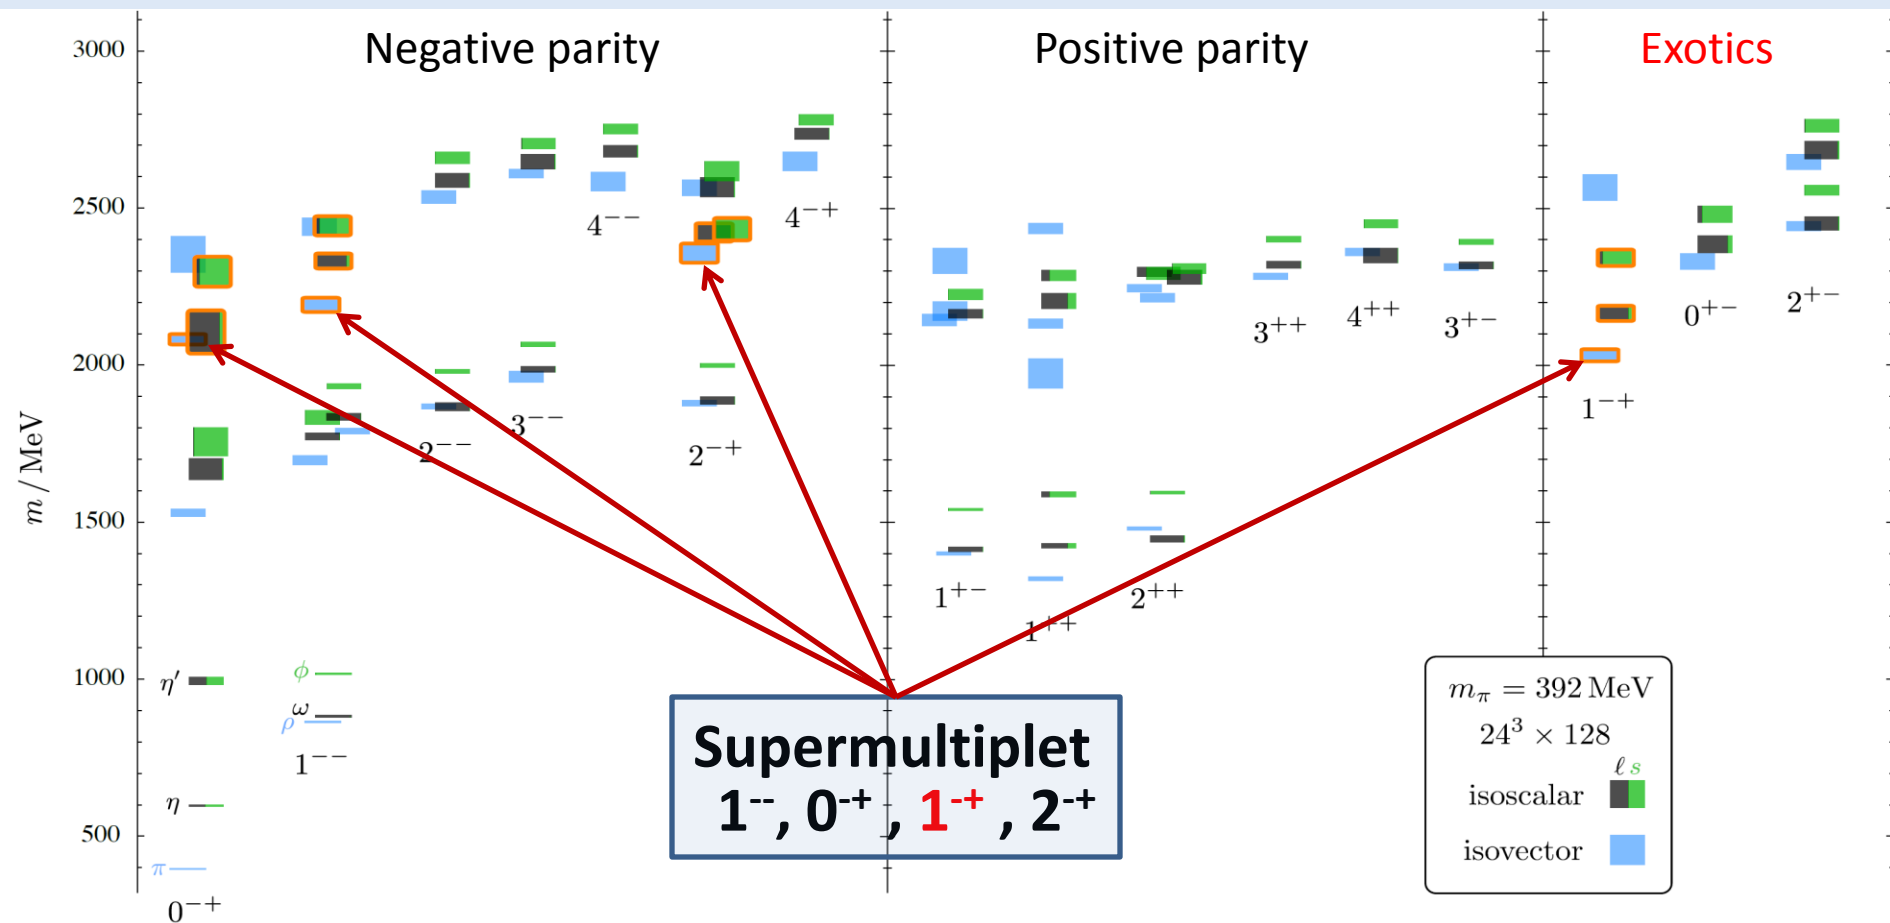 Negative parity
Positive parity
Exotics
3000
2500
2000
1500
1000
500
m / MeV
4⁻⁻
4⁻⁺
3⁻⁻
2⁻⁻
2⁻⁺
3⁺⁺
4⁺⁺
3⁺⁻
0⁺⁻
2⁺⁻
1⁻⁺
1⁺⁻
1⁺⁺
2⁺⁺
η′
ϕ
ω
ρ
1⁻⁻
η
π
0⁻⁺
Supermultiplet
1⁻⁻, 0⁻⁺, 1⁻⁺, 2⁻⁺
mπ = 392 MeV
24³ × 128
ℓ s
isoscalar
isovector